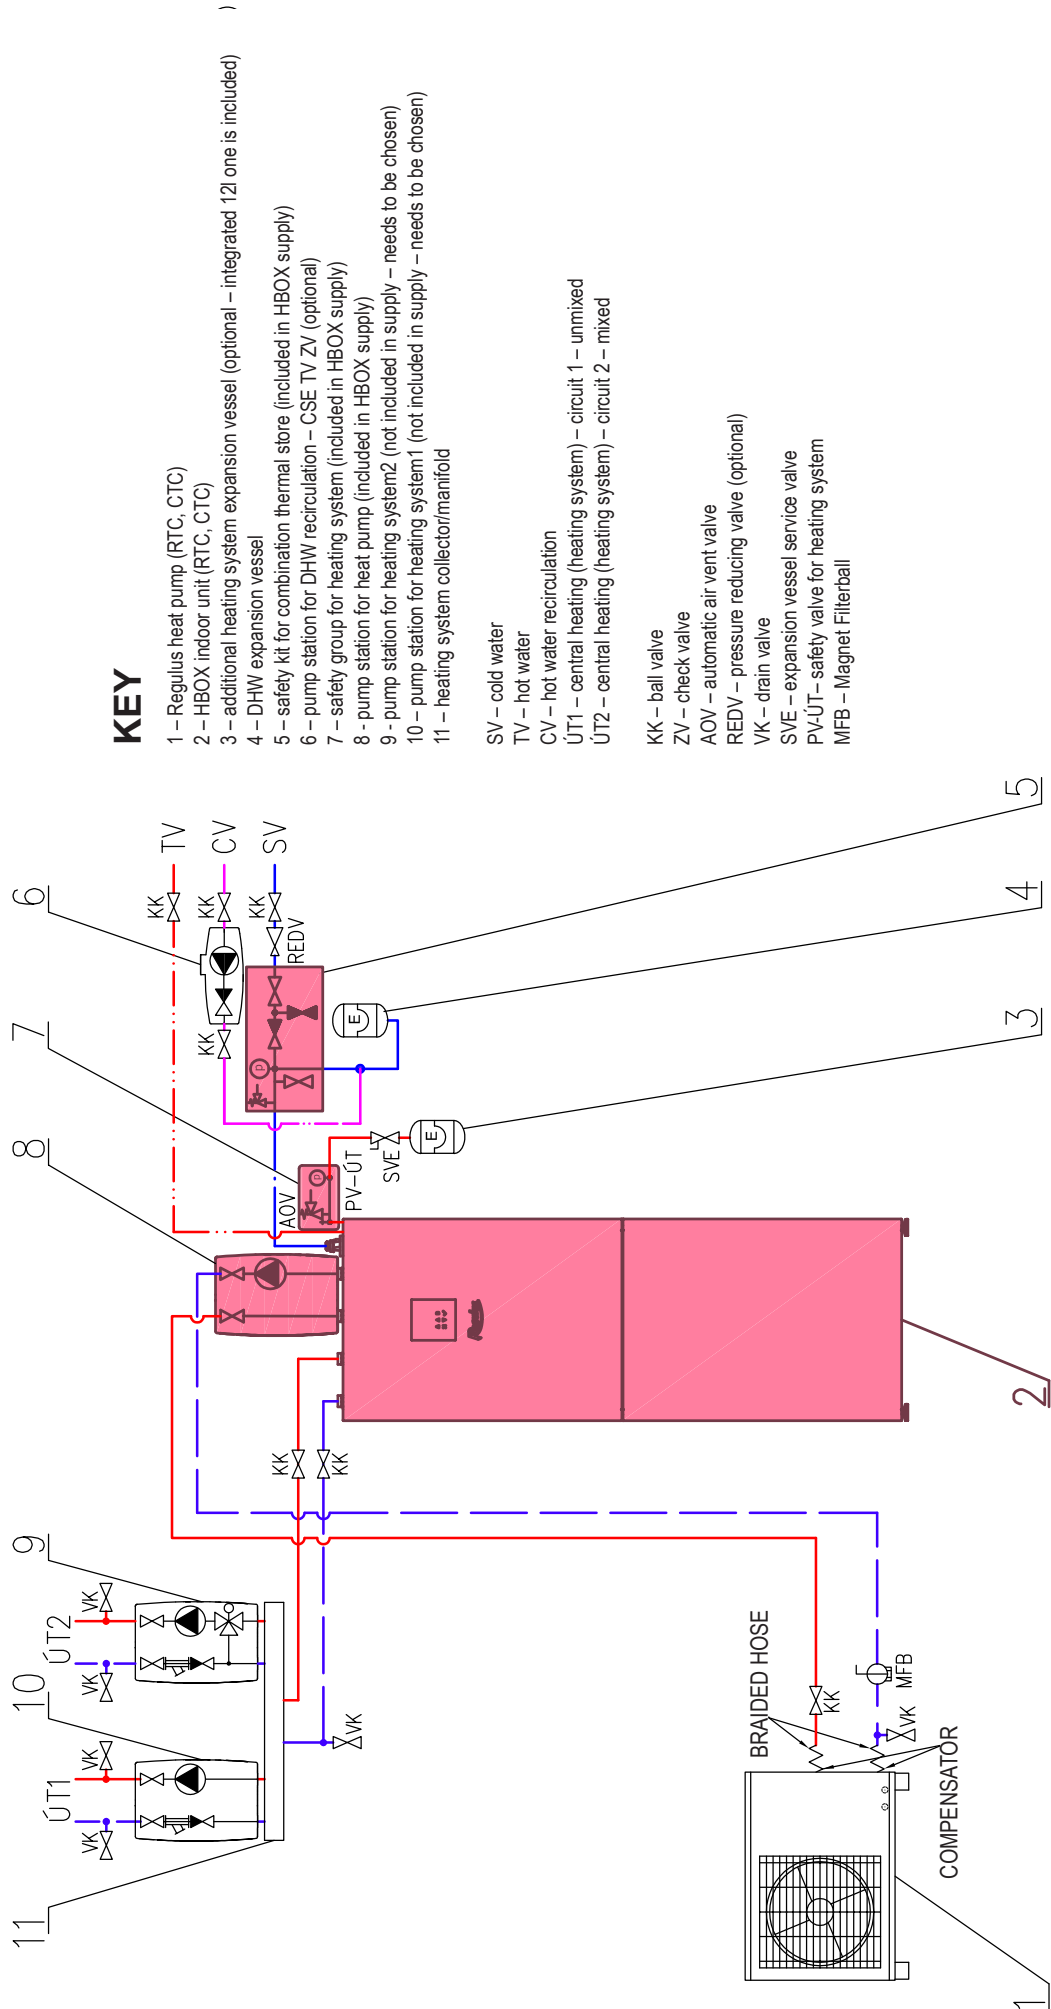 KEY
1 – Regulus heat pump (RTC, CTC)
2 – HBOX indoor unit (RTC, CTC)
3 – additional heating system expansion vessel (optional – integrated 12l one is included)
4 – DHW expansion vessel
5 – safety kit for combination thermal store (included in HBOX supply)
6 – pump station for DHW recirculation – CSE TV ZV (optional)
7 – safety group for heating system (included in HBOX supply)
8 - pump station for heat pump (included in HBOX supply)
9 - pump station for heating system2 (not included in supply – needs to be chosen)
10 – pump station for heating system1 (not included in supply – needs to be chosen)
11 – heating system collector/manifold
SV – cold water
TV – hot water
CV – hot water recirculation
ÚT1 – central heating (heating system) – circuit 1 – unmixed
ÚT2 – central heating (heating system) – circuit 2 – mixed
KK – ball valve
ZV – check valve
AOV – automatic air vent valve
REDV – pressure reducing valve (optional)
VK – drain valve
SVE – expansion vessel service valve
PV-ÚT – safety valve for heating system
MFB – Magnet Filterball
11
10
9
8
7
6
ÚT1
ÚT2
VK
VK
VK
VK
TV
CV
SV
KK
KK
KK
KK
REDV
p
E
AOV
p
PV-ÚT
SVE
E
KK
KK
VK
BRAIDED HOSE
KK
MFB
VK
COMPENSATOR
1
2
3
4
5